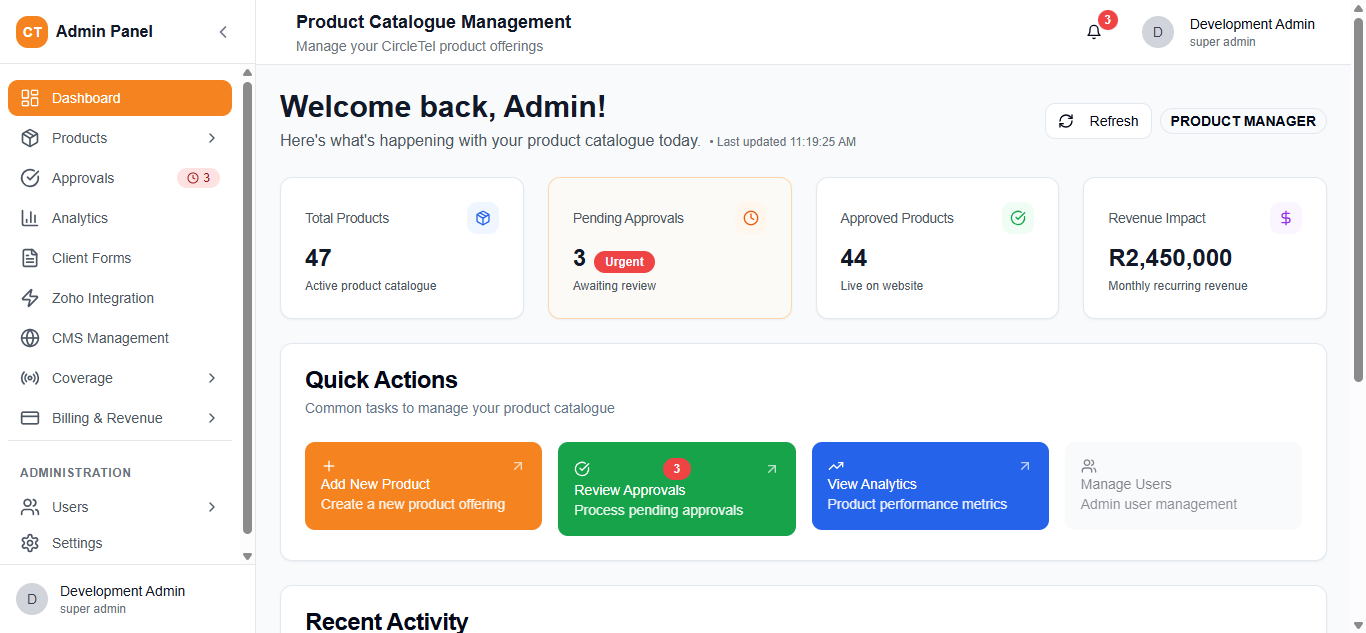 CT Admin Panel
Dashboard
Products
Approvals 3
Analytics
Client Forms
Zoho Integration
CMS Management
Coverage
Billing & Revenue
ADMINISTRATION
Users
Settings
D Development Admin
super admin
Product Catalogue Management
Manage your CircleTel product offerings
3
D Development Admin
super admin
Welcome back, Admin!
Here's what's happening with your product catalogue today. • Last updated 11:19:25 AM
Refresh
PRODUCT MANAGER
Total Products
47
Active product catalogue
Pending Approvals
3 Urgent
Awaiting review
Approved Products
44
Live on website
Revenue Impact
$
R2,450,000
Monthly recurring revenue
Quick Actions
Common tasks to manage your product catalogue
Add New Product
Create a new product offering
3
Review Approvals
Process pending approvals
View Analytics
Product performance metrics
Manage Users
Admin user management
Recent Activity